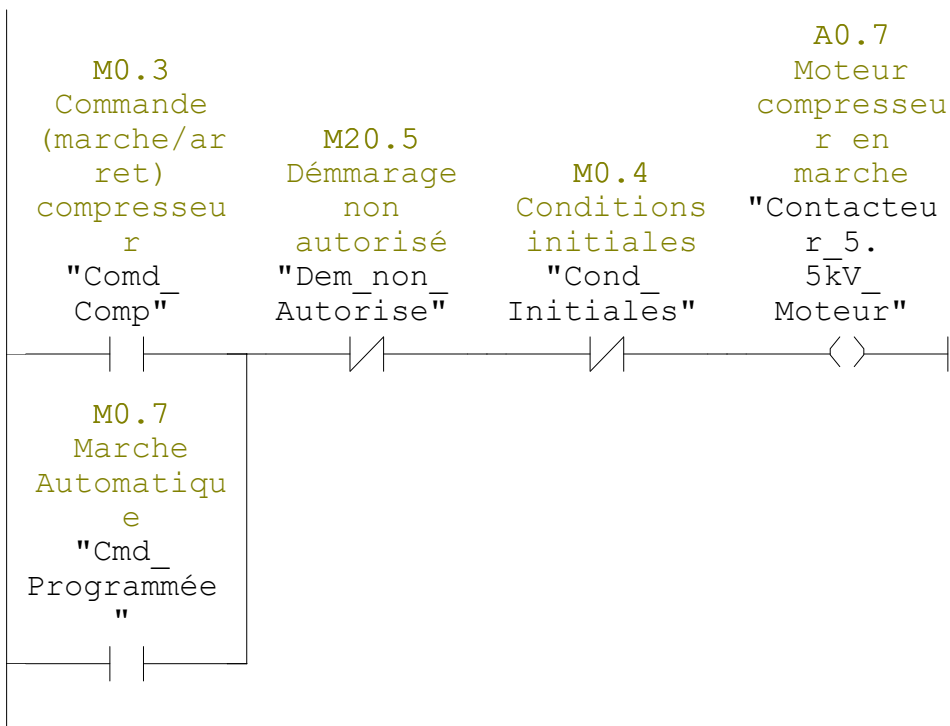 M0.3
Commande
(marche/ar
ret)
compresseu
r
"Comd_
Comp"
M20.5
Démmarage
non
autorisé
"Dem_non_
Autorise"
M0.4
Conditions
initiales
"Cond_
Initiales"
A0.7
Moteur
compresseu
r en
marche
"Contacteu
r_5.
5kV_
Moteur"
M0.7
Marche
Automatiqu
e
"Cmd_
Programmée
"